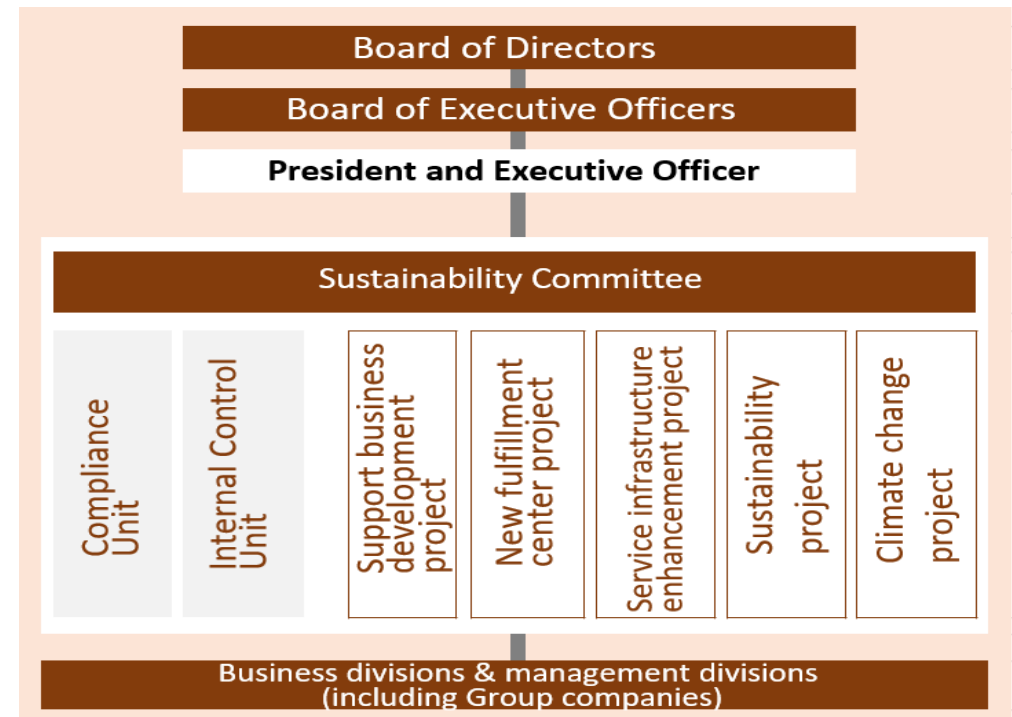 Board of Directors
Board of Executive Officers
President and Executive Officer
Sustainability Committee
Compliance
Unit
Internal Control
Unit
Support business
development
project
New fulfillment
center project
Service infrastructure
enhancement project
Sustainability
project
Climate change
project
Business divisions & management divisions
(including Group companies)